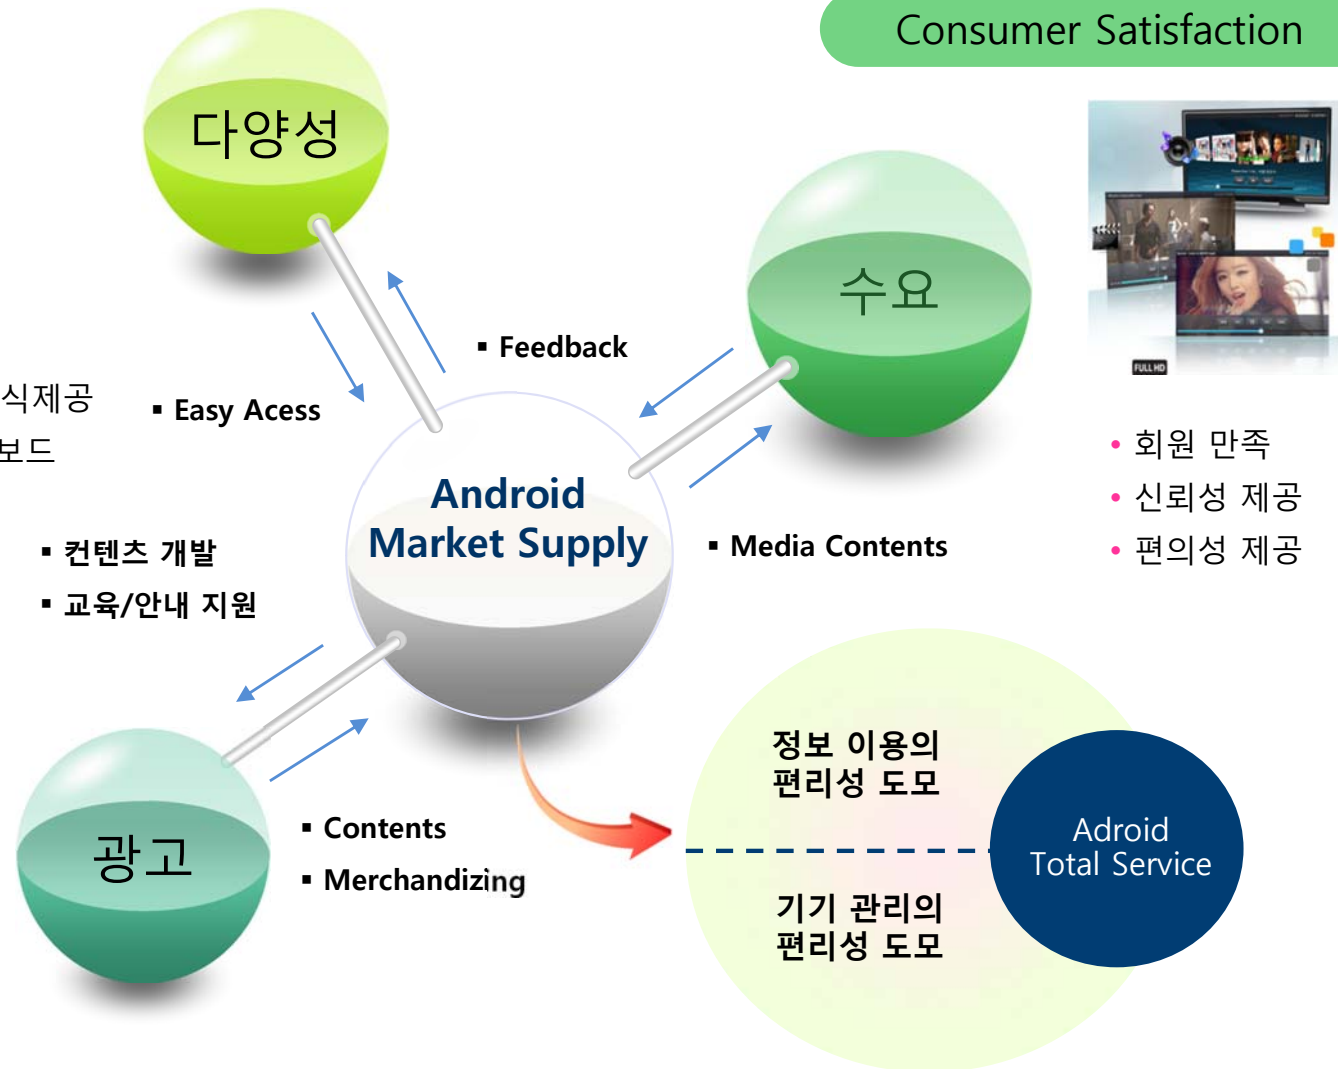 Consumer Satisfaction
다양성
수요
▪ Feedback
식제공
▪ Easy Acess
보드
Android
Market Supply
▪ 컨텐츠 개발
▪ 교육/안내 지원
▪ Media Contents
FULL HD
• 회원 만족
• 신뢰성 제공
• 편의성 제공
광고
▪ Contents
▪ Merchandizing
정보 이용의
편리성 도모
기기 관리의
편리성 도모
Adroid
Total Service